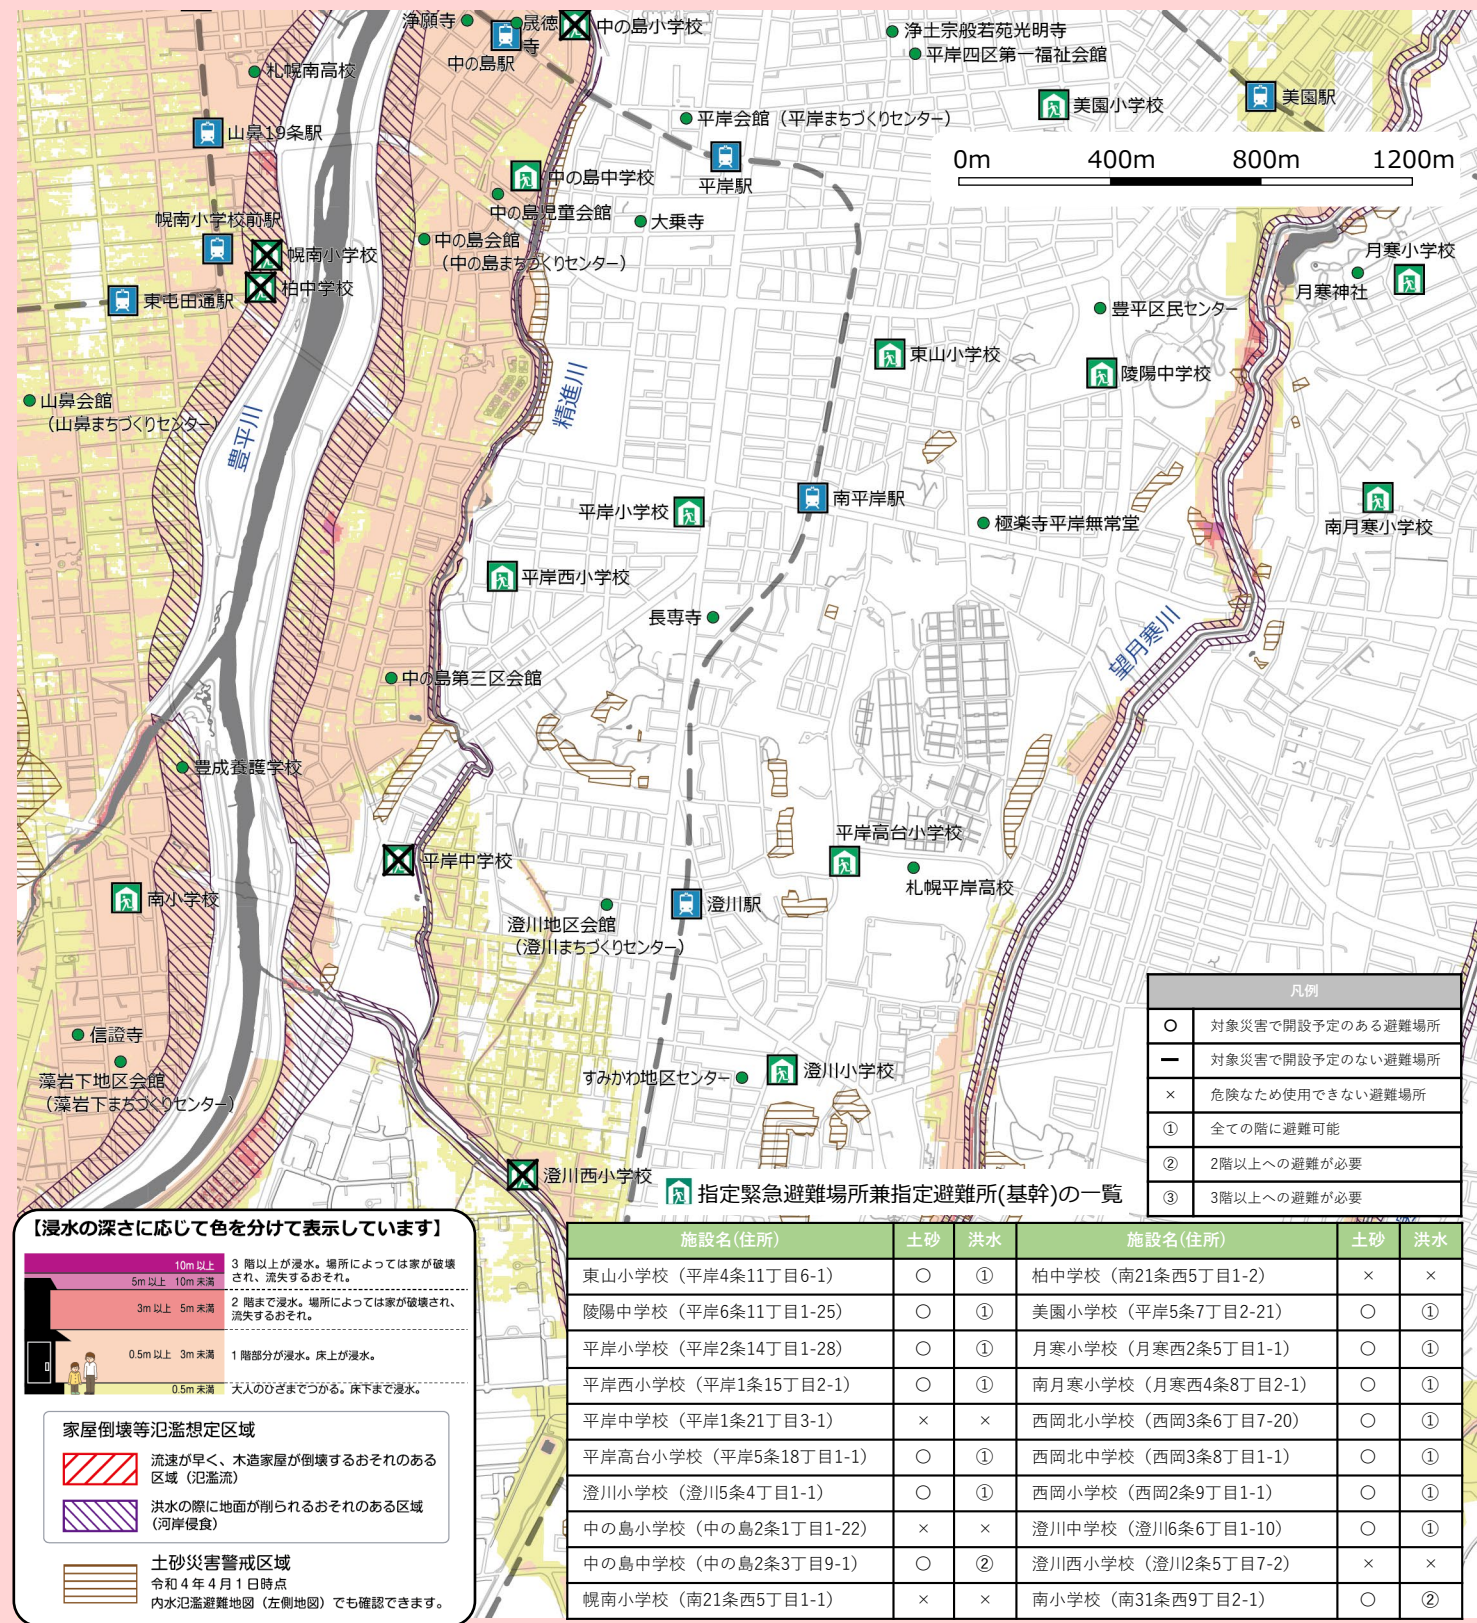 浄願寺
晟徳
寺
中の島小学校
中の島駅
浄土宗般若苑光明寺
平岸四区第一福祉会館
札幌南高校
美園小学校
美園駅
山鼻19条駅
平岸会館（平岸まちづくりセンター）
0m 400m 800m 1200m
中の島中学校
平岸駅
中の島児童会館
大乗寺
幌南小学校前駅
中の島会館
（中の島まちづくりセンター）
幌南小学校
柏中学校
東屯田通駅
月寒小学校
月寒神社
豊平区民センター
東山小学校
陵陽中学校
精進川
山鼻会館
（山鼻まちづくりセンター）
豊平川
平岸小学校
南平岸駅
極楽寺平岸無常堂
南月寒小学校
平岸西小学校
長専寺
望月寒川
中の島第三区会館
豊成養護学校
平岸高台小学校
平岸中学校
札幌平岸高校
南小学校
澄川駅
澄川地区会館
（澄川まちづくりセンター）
信證寺
藻岩下地区会館
（藻岩下まちづくりセンター）
すみかわ地区センター
澄川小学校
澄川西小学校
凡例
○ 対象災害で開設予定のある避難場所
ー 対象災害で開設予定のない避難場所
× 危険なため使用できない避難場所
① 全ての階に避難可能
② 2階以上への避難が必要
③ 3階以上への避難が必要
指定緊急避難場所兼指定避難所(基幹)の一覧
施設名(住所) 土砂 洪水 施設名(住所) 土砂 洪水
東山小学校（平岸4条11丁目6-1） ○ ① 柏中学校（南21条西5丁目1-2） × ×
陵陽中学校（平岸6条11丁目1-25） ○ ① 美園小学校（平岸5条7丁目2-21） ○ ①
平岸小学校（平岸2条14丁目1-28） ○ ① 月寒小学校（月寒西2条5丁目1-1） ○ ①
平岸西小学校（平岸1条15丁目2-1） ○ ① 南月寒小学校（月寒西4条8丁目2-1） ○ ①
平岸中学校（平岸1条21丁目3-1） × × 西岡北小学校（西岡3条6丁目7-20） ○ ①
平岸高台小学校（平岸5条18丁目1-1） ○ ① 西岡北中学校（西岡3条8丁目1-1） ○ ①
澄川小学校（澄川5条4丁目1-1） ○ ① 西岡小学校（西岡2条9丁目1-1） ○ ①
中の島小学校（中の島2条1丁目1-22） × × 澄川中学校（澄川6条6丁目1-10） ○ ①
中の島中学校（中の島2条3丁目9-1） ○ ② 澄川西小学校（澄川2条5丁目7-2） × ×
幌南小学校（南21条西5丁目1-1） × × 南小学校（南31条西9丁目2-1） ○ ②
【浸水の深さに応じて色を分けて表示しています】
10m 以上
5m 以上 10m 未満
3 階以上が浸水。場所によっては家が破壊
され、流失するおそれ。
3m 以上 5m 未満
2 階まで浸水。場所によっては家が破壊され、
流失するおそれ。
0.5m 以上 3m 未満
1 階部分が浸水。床上が浸水。
0.5m 未満
大人のひざまでつかる。床下まで浸水。
家屋倒壊等氾濫想定区域
流速が早く、木造家屋が倒壊するおそれのある
区域（氾濫流）
洪水の際に地面が削られるおそれのある区域
（河岸侵食）
土砂災害警戒区域
令和４年４月１日時点
内水氾濫避難地図（左側地図）でも確認できます。